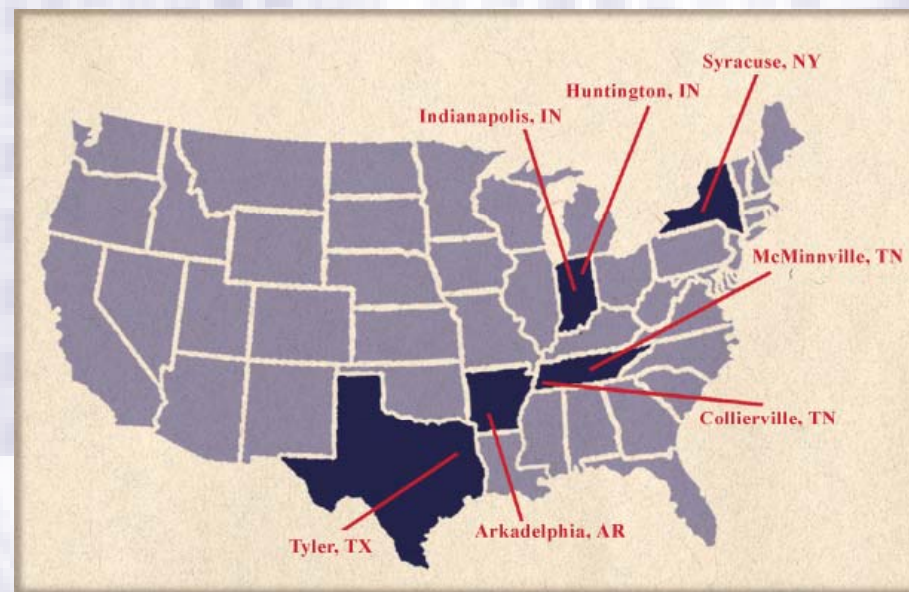 Syracuse, NY
Huntington, IN
Indianapolis, IN
McMinnville, TN
Collierville, TN
Arkadelphia, AR
Tyler, TX